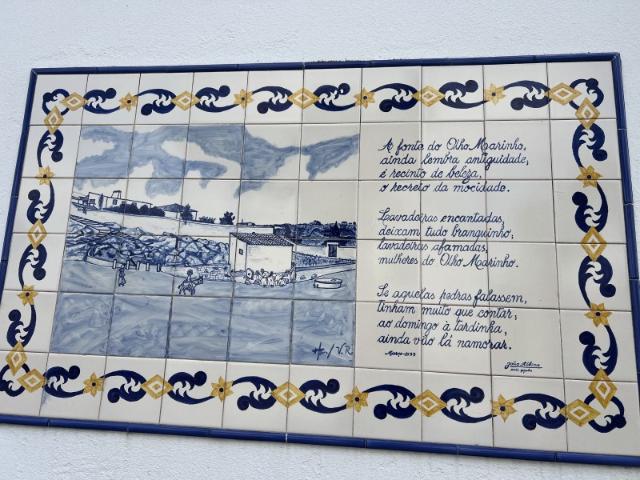 A fonte do Olho Marinho,
ainda lembra antiguidade,
é recinto de beleza,
o recreto da mocidade.
Lavadeiras encantadas,
deixam tudo branquinho,
lavadeiras afamadas,
mulheres do Olho Marinho.
Se aquelas pedras falassem,
tinham muito que contar,
ao domingo à tardinha,
ainda vão lá namorar.